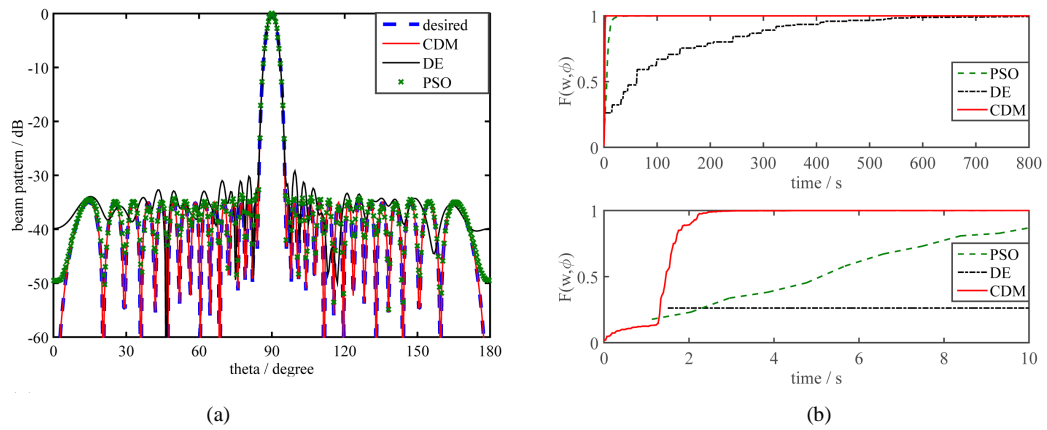 0
-10
-20
-30
-40
-50
-60
beam pattern / dB
0 30 60 90 120 150 180
theta / degree
desired
CDM
DE
PSO
(a)
1
0.5
0
F(w,ϕ)
0 100 200 300 400 500 600 700 800
time / s
PSO
DE
CDM
1
0.5
0
F(w,ϕ)
0 2 4 6 8 10
time / s
PSO
DE
CDM
(b)